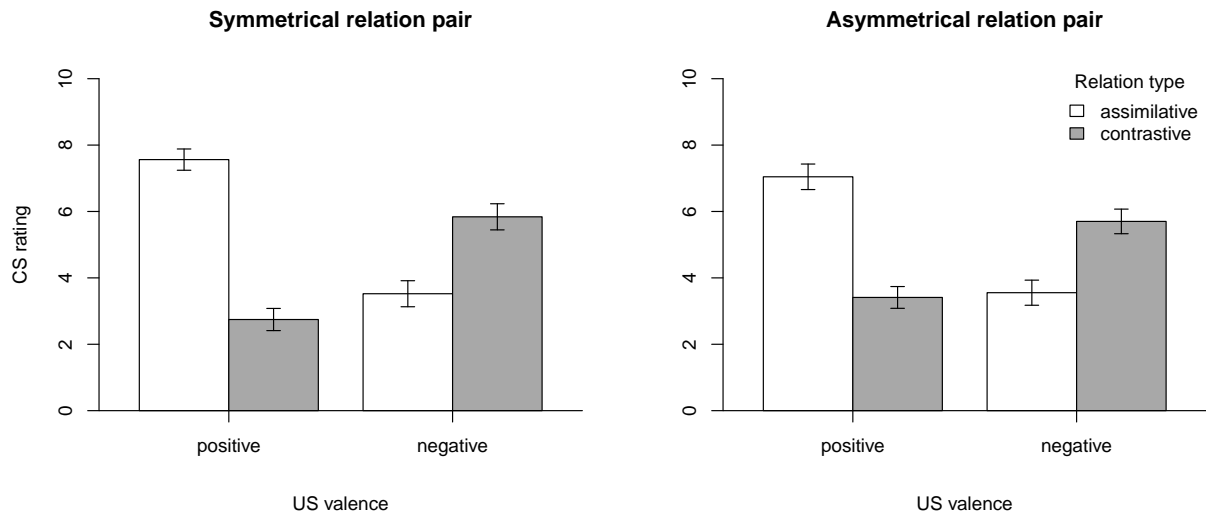 Symmetrical relation pair
CS rating
10
8
6
4
2
0
positive negative
US valence
Asymmetrical relation pair
Relation type
assimilative
contrastive
10
8
6
4
2
0
positive negative
US valence